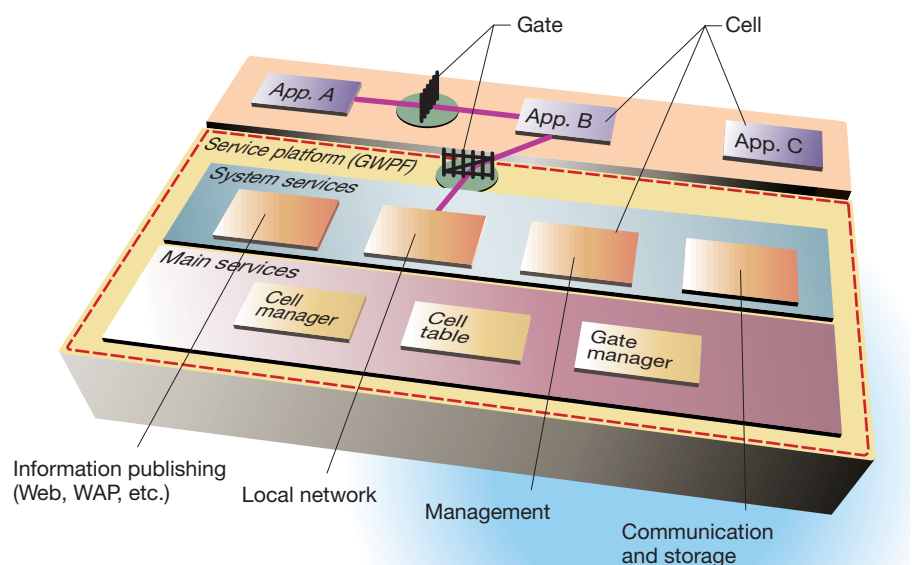 Gate
Cell
App. A
App. B
App. C
Service platform (GWPF)
System services
Main services
Cell
manager
Cell
table
Gate
manager
Information publishing
(Web, WAP, etc.)
Local network
Management
Communication
and storage